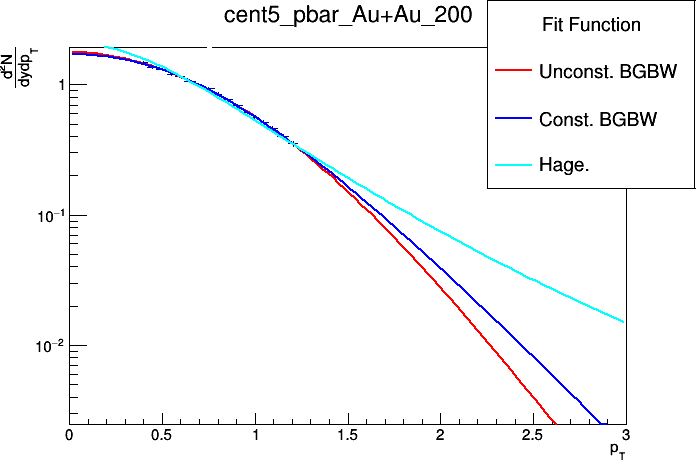 cent5_pbar_Au+Au_200
Fit Function
Unconst. BGBW
Const. BGBW
Hage.
d²N
dydp_T
1
10⁻¹
10⁻²
0 0.5 1 1.5 2 2.5 3
p_T